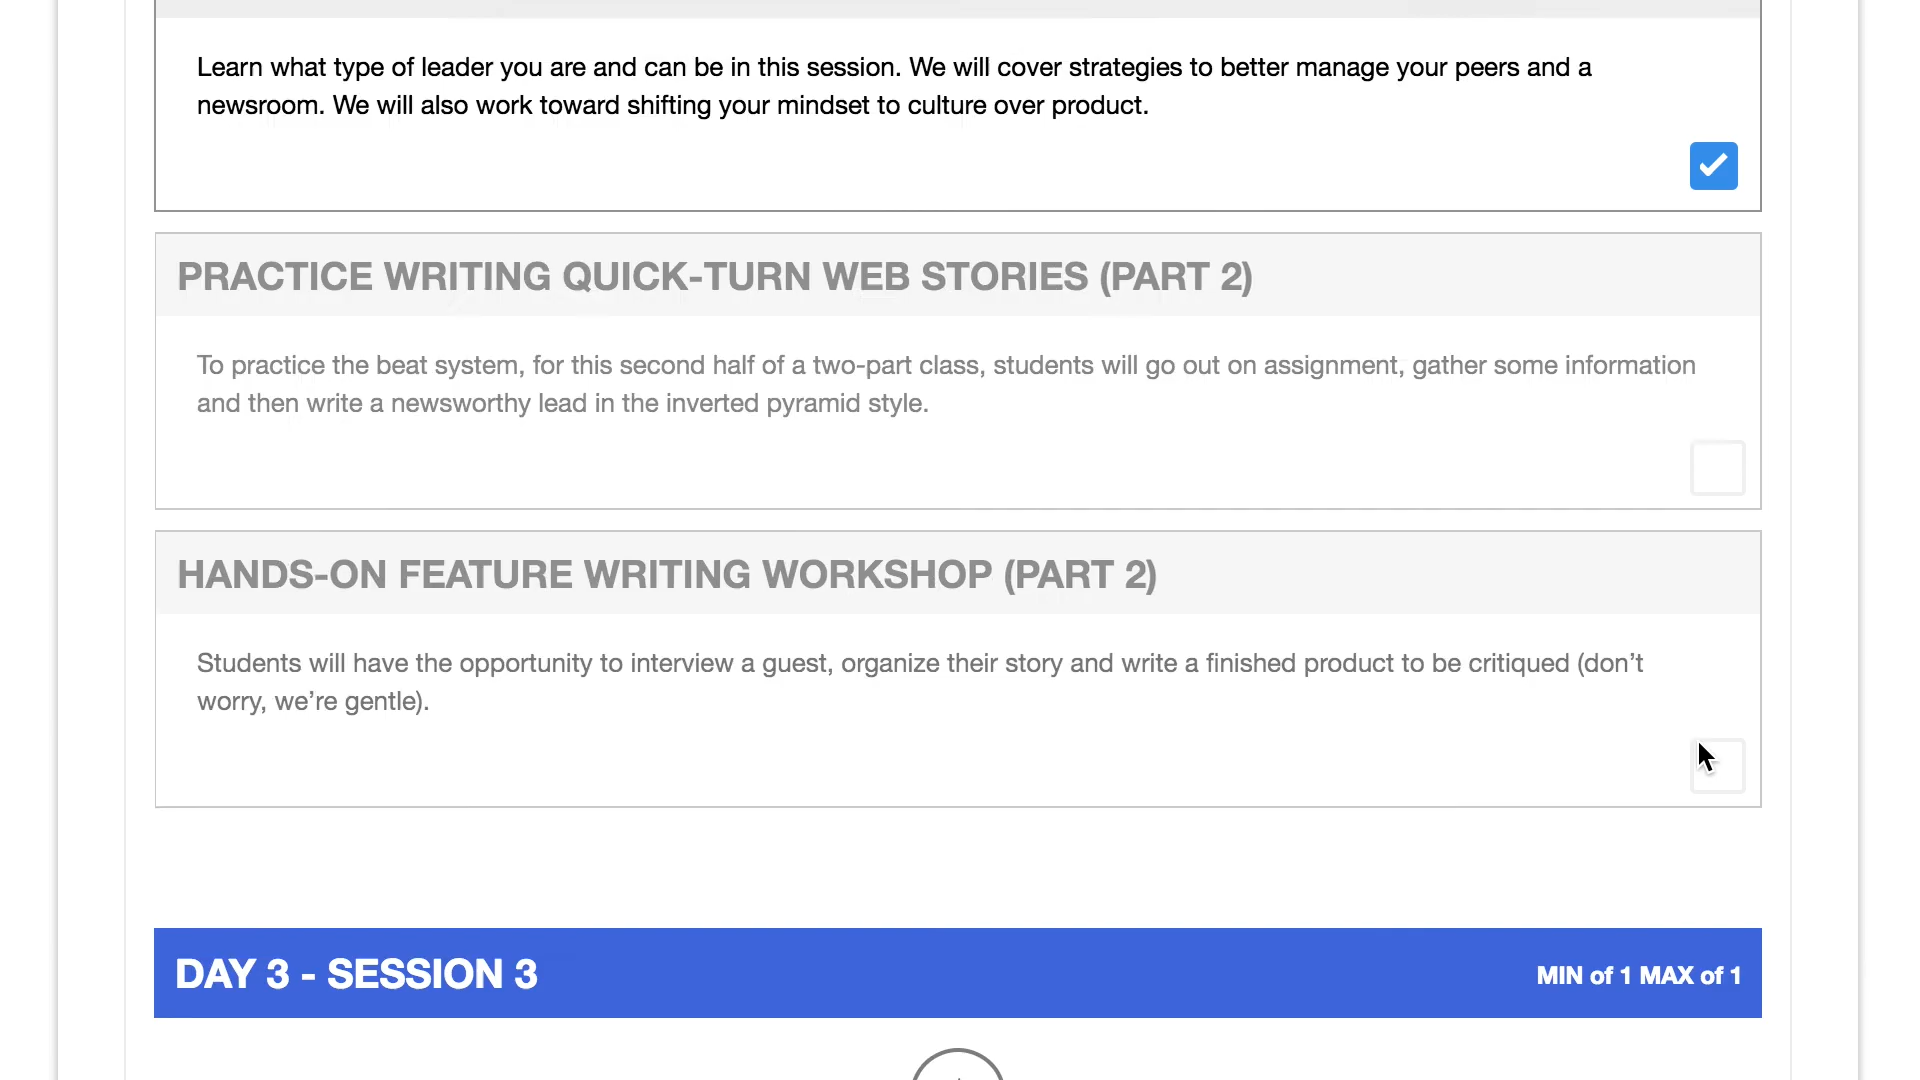 Learn what type of leader you are and can be in this session. We will cover strategies to better manage your peers and a
newsroom. We will also work toward shifting your mindset to culture over product.
PRACTICE WRITING QUICK-TURN WEB STORIES (PART 2)
To practice the beat system, for this second half of a two-part class, students will go out on assignment, gather some information
and then write a newsworthy lead in the inverted pyramid style.
HANDS-ON FEATURE WRITING WORKSHOP (PART 2)
Students will have the opportunity to interview a guest, organize their story and write a finished product to be critiqued (don’t
worry, we’re gentle).
DAY 3 - SESSION 3
MIN of 1 MAX of 1